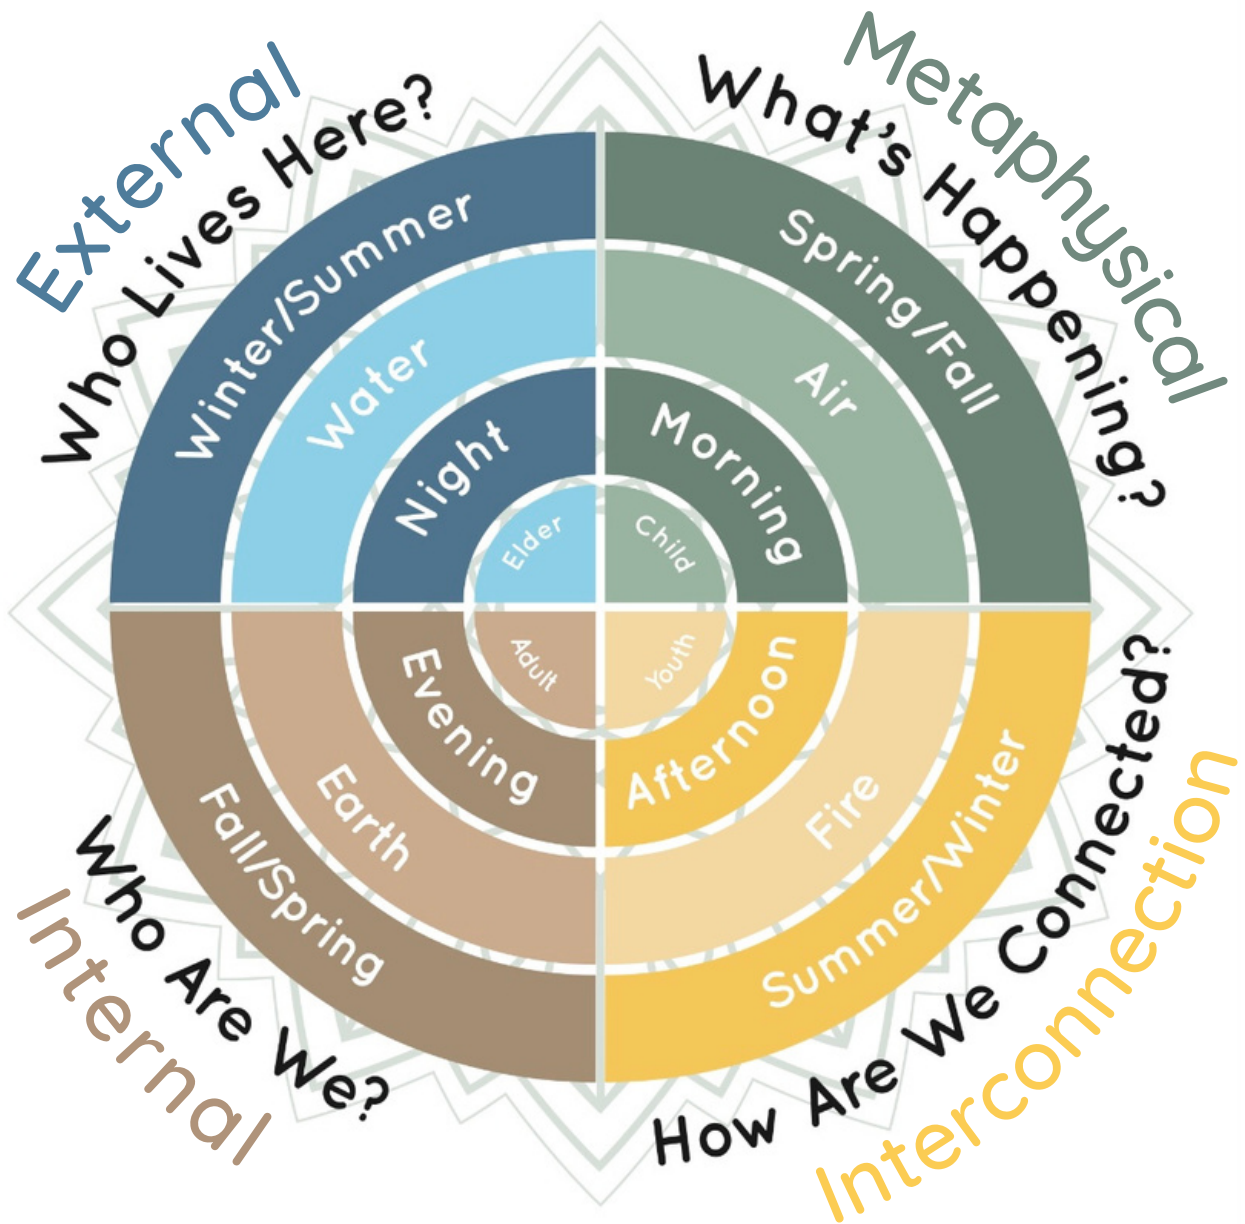 External
Who Lives Here?
Winter/Summer
Water
Night
Elder
Metaphysical
What's Happening?
Spring/Fall
Air
Morning
Child
Internal
Who Are We?
Fall/Spring
Earth
Evening
Adult
Interconnection
How Are We Connected?
Summer/Winter
Fire
Afternoon
Youth